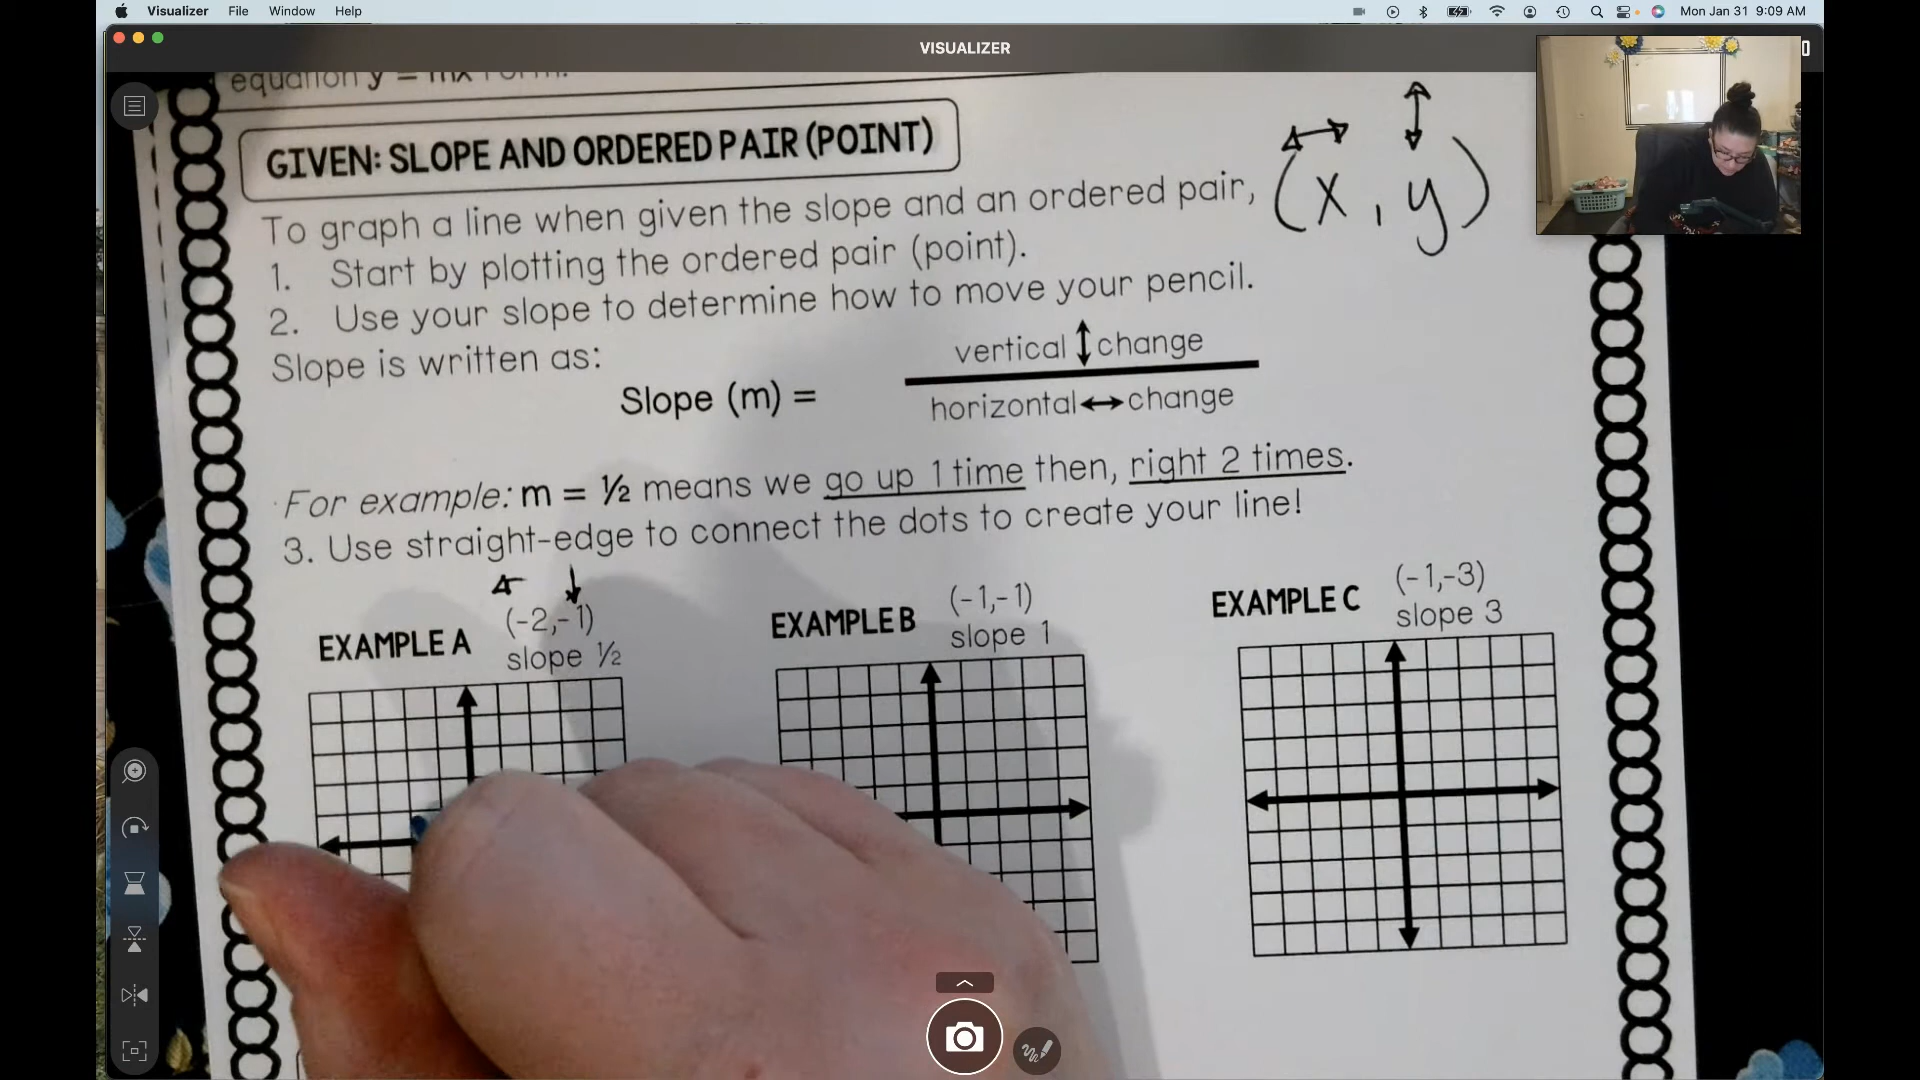 Visualizer File Window Help Mon Jan 31 9:09 AM
VISUALIZER
equation y = mx form.
GIVEN: SLOPE AND ORDERED PAIR (POINT)
(x, y)
To graph a line when given the slope and an ordered pair,
1. Start by plotting the ordered pair (point).
2. Use your slope to determine how to move your pencil.
Slope is written as:
vertical ↕ change
Slope (m) =
horizontal ↔ change
For example: m = ½ means we go up 1 time then, right 2 times.
3. Use straight-edge to connect the dots to create your line!
EXAMPLE A (-2,-1)
slope ½
EXAMPLE B (-1,-1)
slope 1
EXAMPLE C (-1,-3)
slope 3